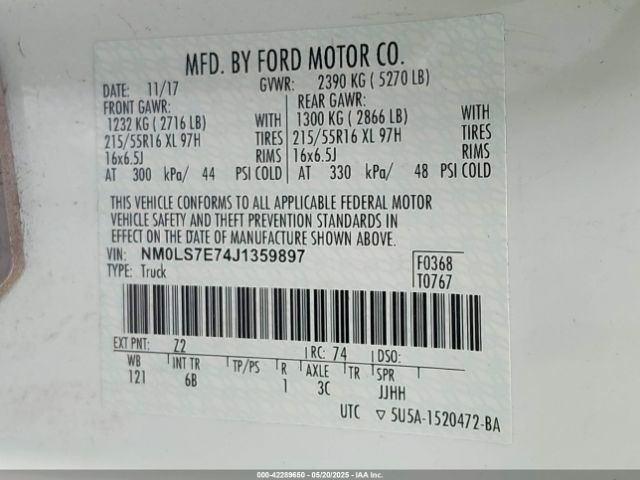 MFD. BY FORD MOTOR CO.
DATE: 11/17 GVWR: 2390 KG ( 5270 LB)
FRONT GAWR: REAR GAWR:
1232 KG ( 2716 LB) WITH 1300 KG ( 2866 LB) WITH
215/55R16 XL 97H TIRES 215/55R16 XL 97H TIRES
16x6.5J RIMS 16x6.5J RIMS
AT 300 kPa/ 44 PSI COLD AT 330 kPa/ 48 PSI COLD
THIS VEHICLE CONFORMS TO ALL APPLICABLE FEDERAL MOTOR
VEHICLE SAFETY AND THEFT PREVENTION STANDARDS IN
EFFECT ON THE DATE OF MANUFACTURE SHOWN ABOVE.
VIN: NM0LS7E74J1359897
TYPE: Truck
F0368
T0767
EXT PNT: Z2 RC: 74 DSO:
WB INT TR TP/PS R AXLE TR SPR
121 6B 1 3C JJHH
UTC 5U5A-1520472-BA
000-42289650 - 05/20/2025 - IAA Inc.